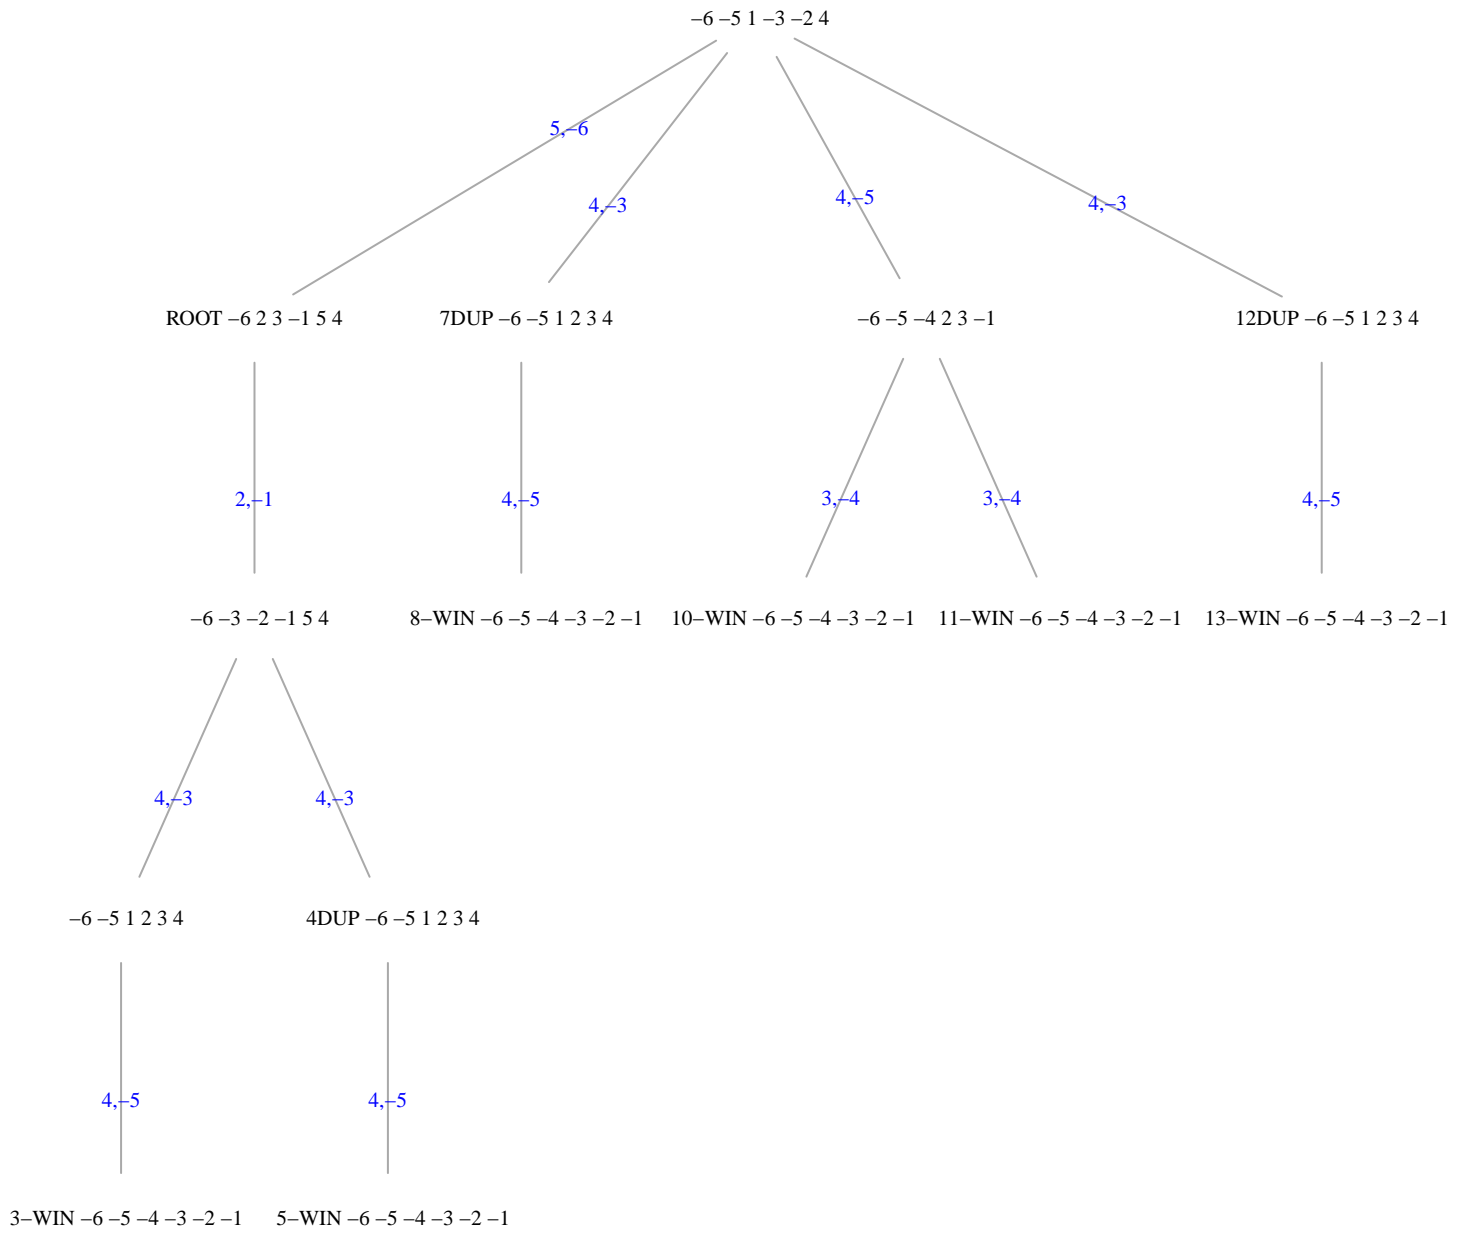 −6 −5 1 −3 −2 4
5,−6
4,−3
4,−5
4,−3
ROOT −6 2 3 −1 5 4
7DUP −6 −5 1 2 3 4
−6 −5 −4 2 3 −1
12DUP −6 −5 1 2 3 4
2,−1
4,−5
3,−4
3,−4
4,−5
−6 −3 −2 −1 5 4
8−WIN −6 −5 −4 −3 −2 −1
10−WIN −6 −5 −4 −3 −2 −1
11−WIN −6 −5 −4 −3 −2 −1
13−WIN −6 −5 −4 −3 −2 −1
4,−3
4,−3
−6 −5 1 2 3 4
4DUP −6 −5 1 2 3 4
4,−5
4,−5
3−WIN −6 −5 −4 −3 −2 −1
5−WIN −6 −5 −4 −3 −2 −1